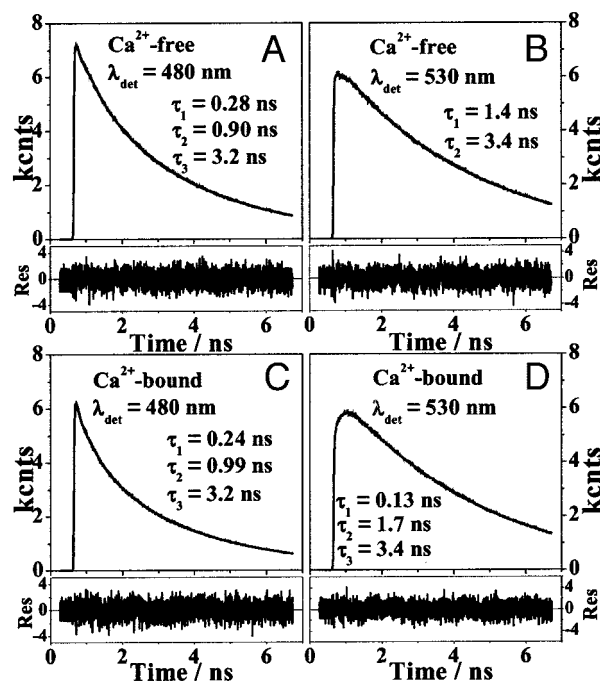 A
Ca2+-free
λdet = 480 nm
τ1 = 0.28 ns
τ2 = 0.90 ns
τ3 = 3.2 ns
kcnts
8
6
4
2
0
B
Ca2+-free
λdet = 530 nm
τ1 = 1.4 ns
τ2 = 3.4 ns
8
6
4
2
0
kcnts
Res
4
0
-4
0 2 4 6
Time / ns
4
0
-4
Res
0 2 4 6
Time / ns
C
Ca2+-bound
λdet = 480 nm
τ1 = 0.24 ns
τ2 = 0.99 ns
τ3 = 3.2 ns
kcnts
8
6
4
2
0
D
Ca2+-bound
λdet = 530 nm
τ1 = 0.13 ns
τ2 = 1.7 ns
τ3 = 3.4 ns
8
6
4
2
0
kcnts
Res
4
0
-4
0 2 4 6
Time / ns
4
0
-4
Res
0 2 4 6
Time / ns